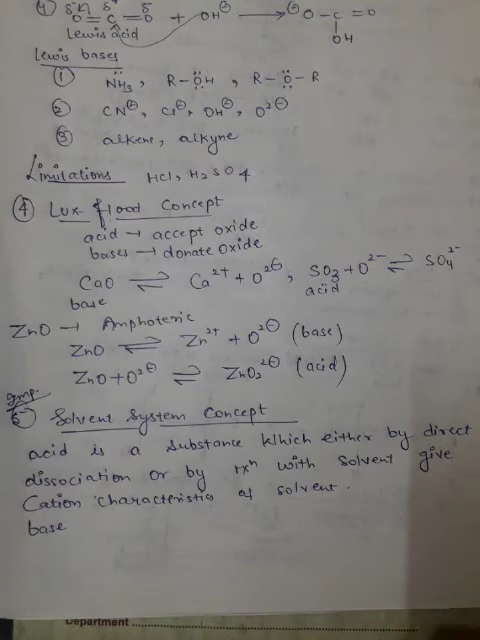 4) δ- δ+ δ-
O=C=O + OH⊖ → ⊖O-C=O
OH
Lewis acid
Lewis bases
① N̈H3, R-Ö-H, R-Ö-R
② CN⊖, Cl⊖, OH⊖, O2⊖
③ alkene, alkyne
Limitations HCl, H2SO4
④ Lux-flood Concept
acid → accept oxide
bases → donate oxide
CaO ⇌ Ca2+ + O2⊖, SO3 + O2- ⇌ SO4 2-
base acid
ZnO → Amphoteric
ZnO ⇌ Zn2+ + O2⊖ (base)
ZnO + O2⊖ ⇌ ZnO2 2⊖ (acid)
Imp.
⑤ Solvent System Concept
acid is a substance which either by direct
dissociation or by rxn with solvent give
Cation characteristic of solvent.
base
Department